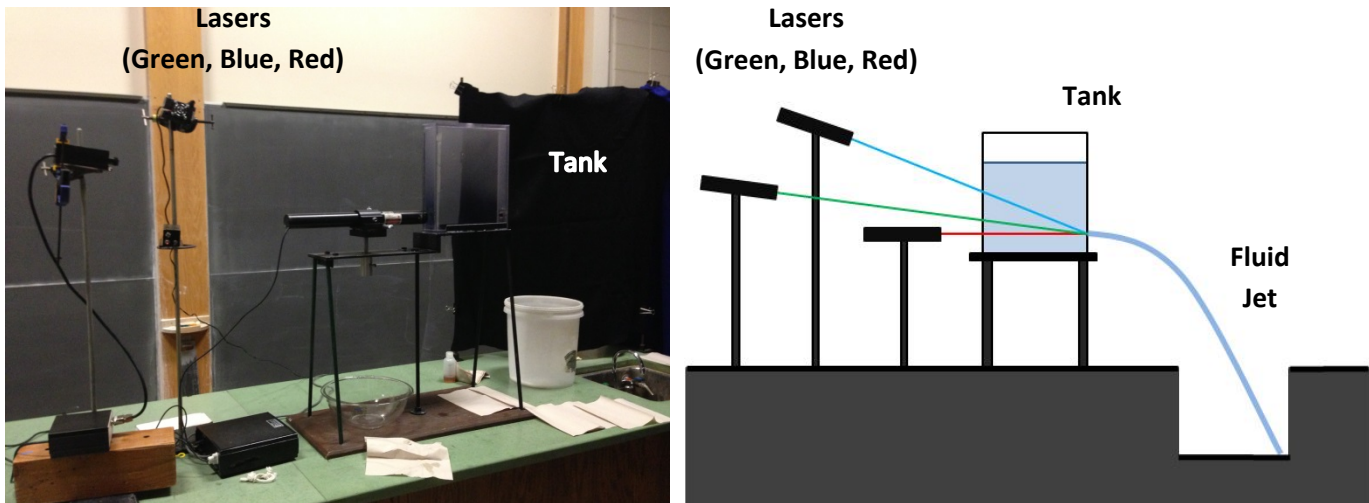 Lasers
(Green, Blue, Red)
Tank
Lasers
(Green, Blue, Red)
Tank
Fluid
Jet